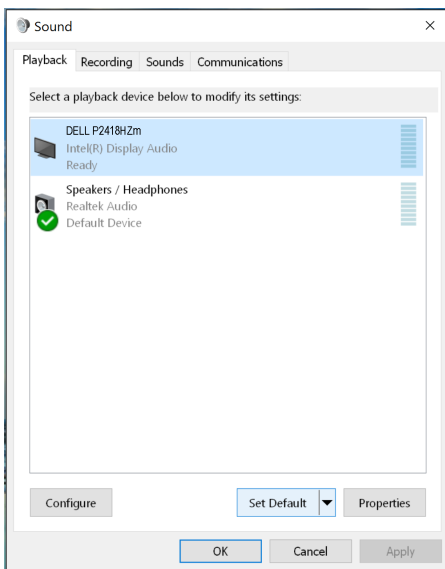 Sound
Playback Recording Sounds Communications
Select a playback device below to modify its settings:
DELL P2418HZm
Intel(R) Display Audio
Ready
Speakers / Headphones
Realtek Audio
Default Device
Configure Set Default Properties
OK Cancel Apply